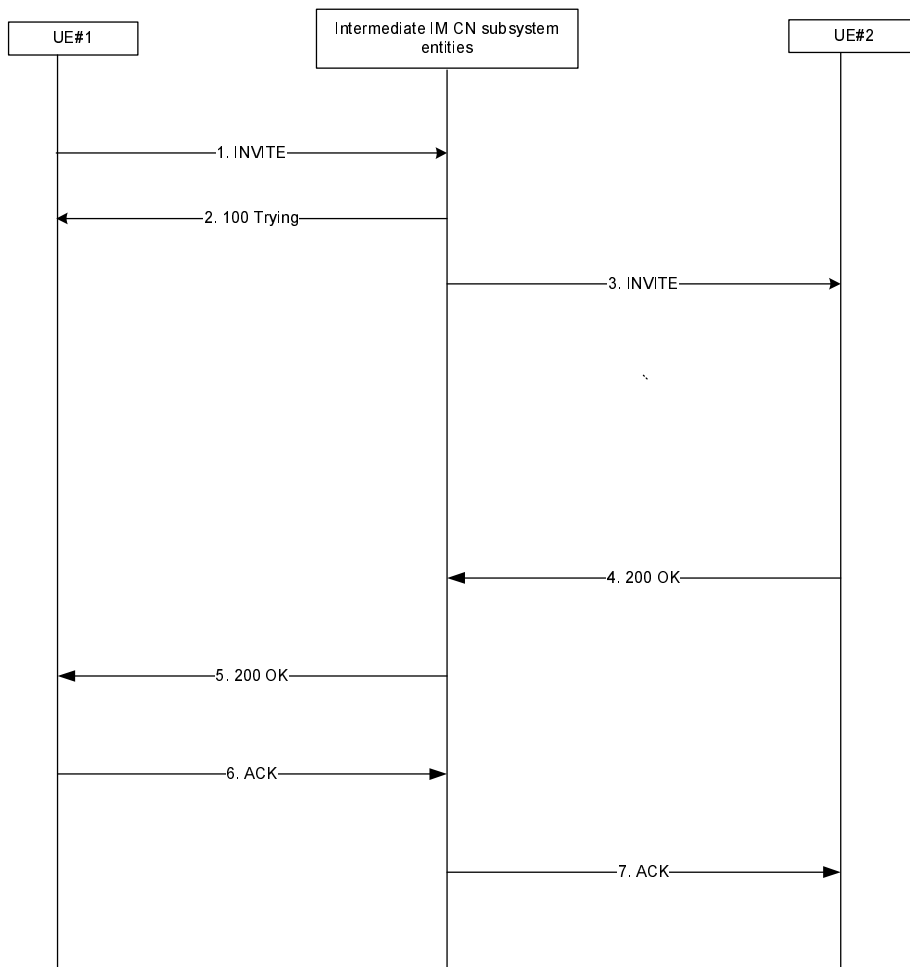 UE#1
Intermediate IM CN subsystem
entities
UE#2
1. INVITE
2. 100 Trying
3. INVITE
4. 200 OK
5. 200 OK
6. ACK
7. ACK